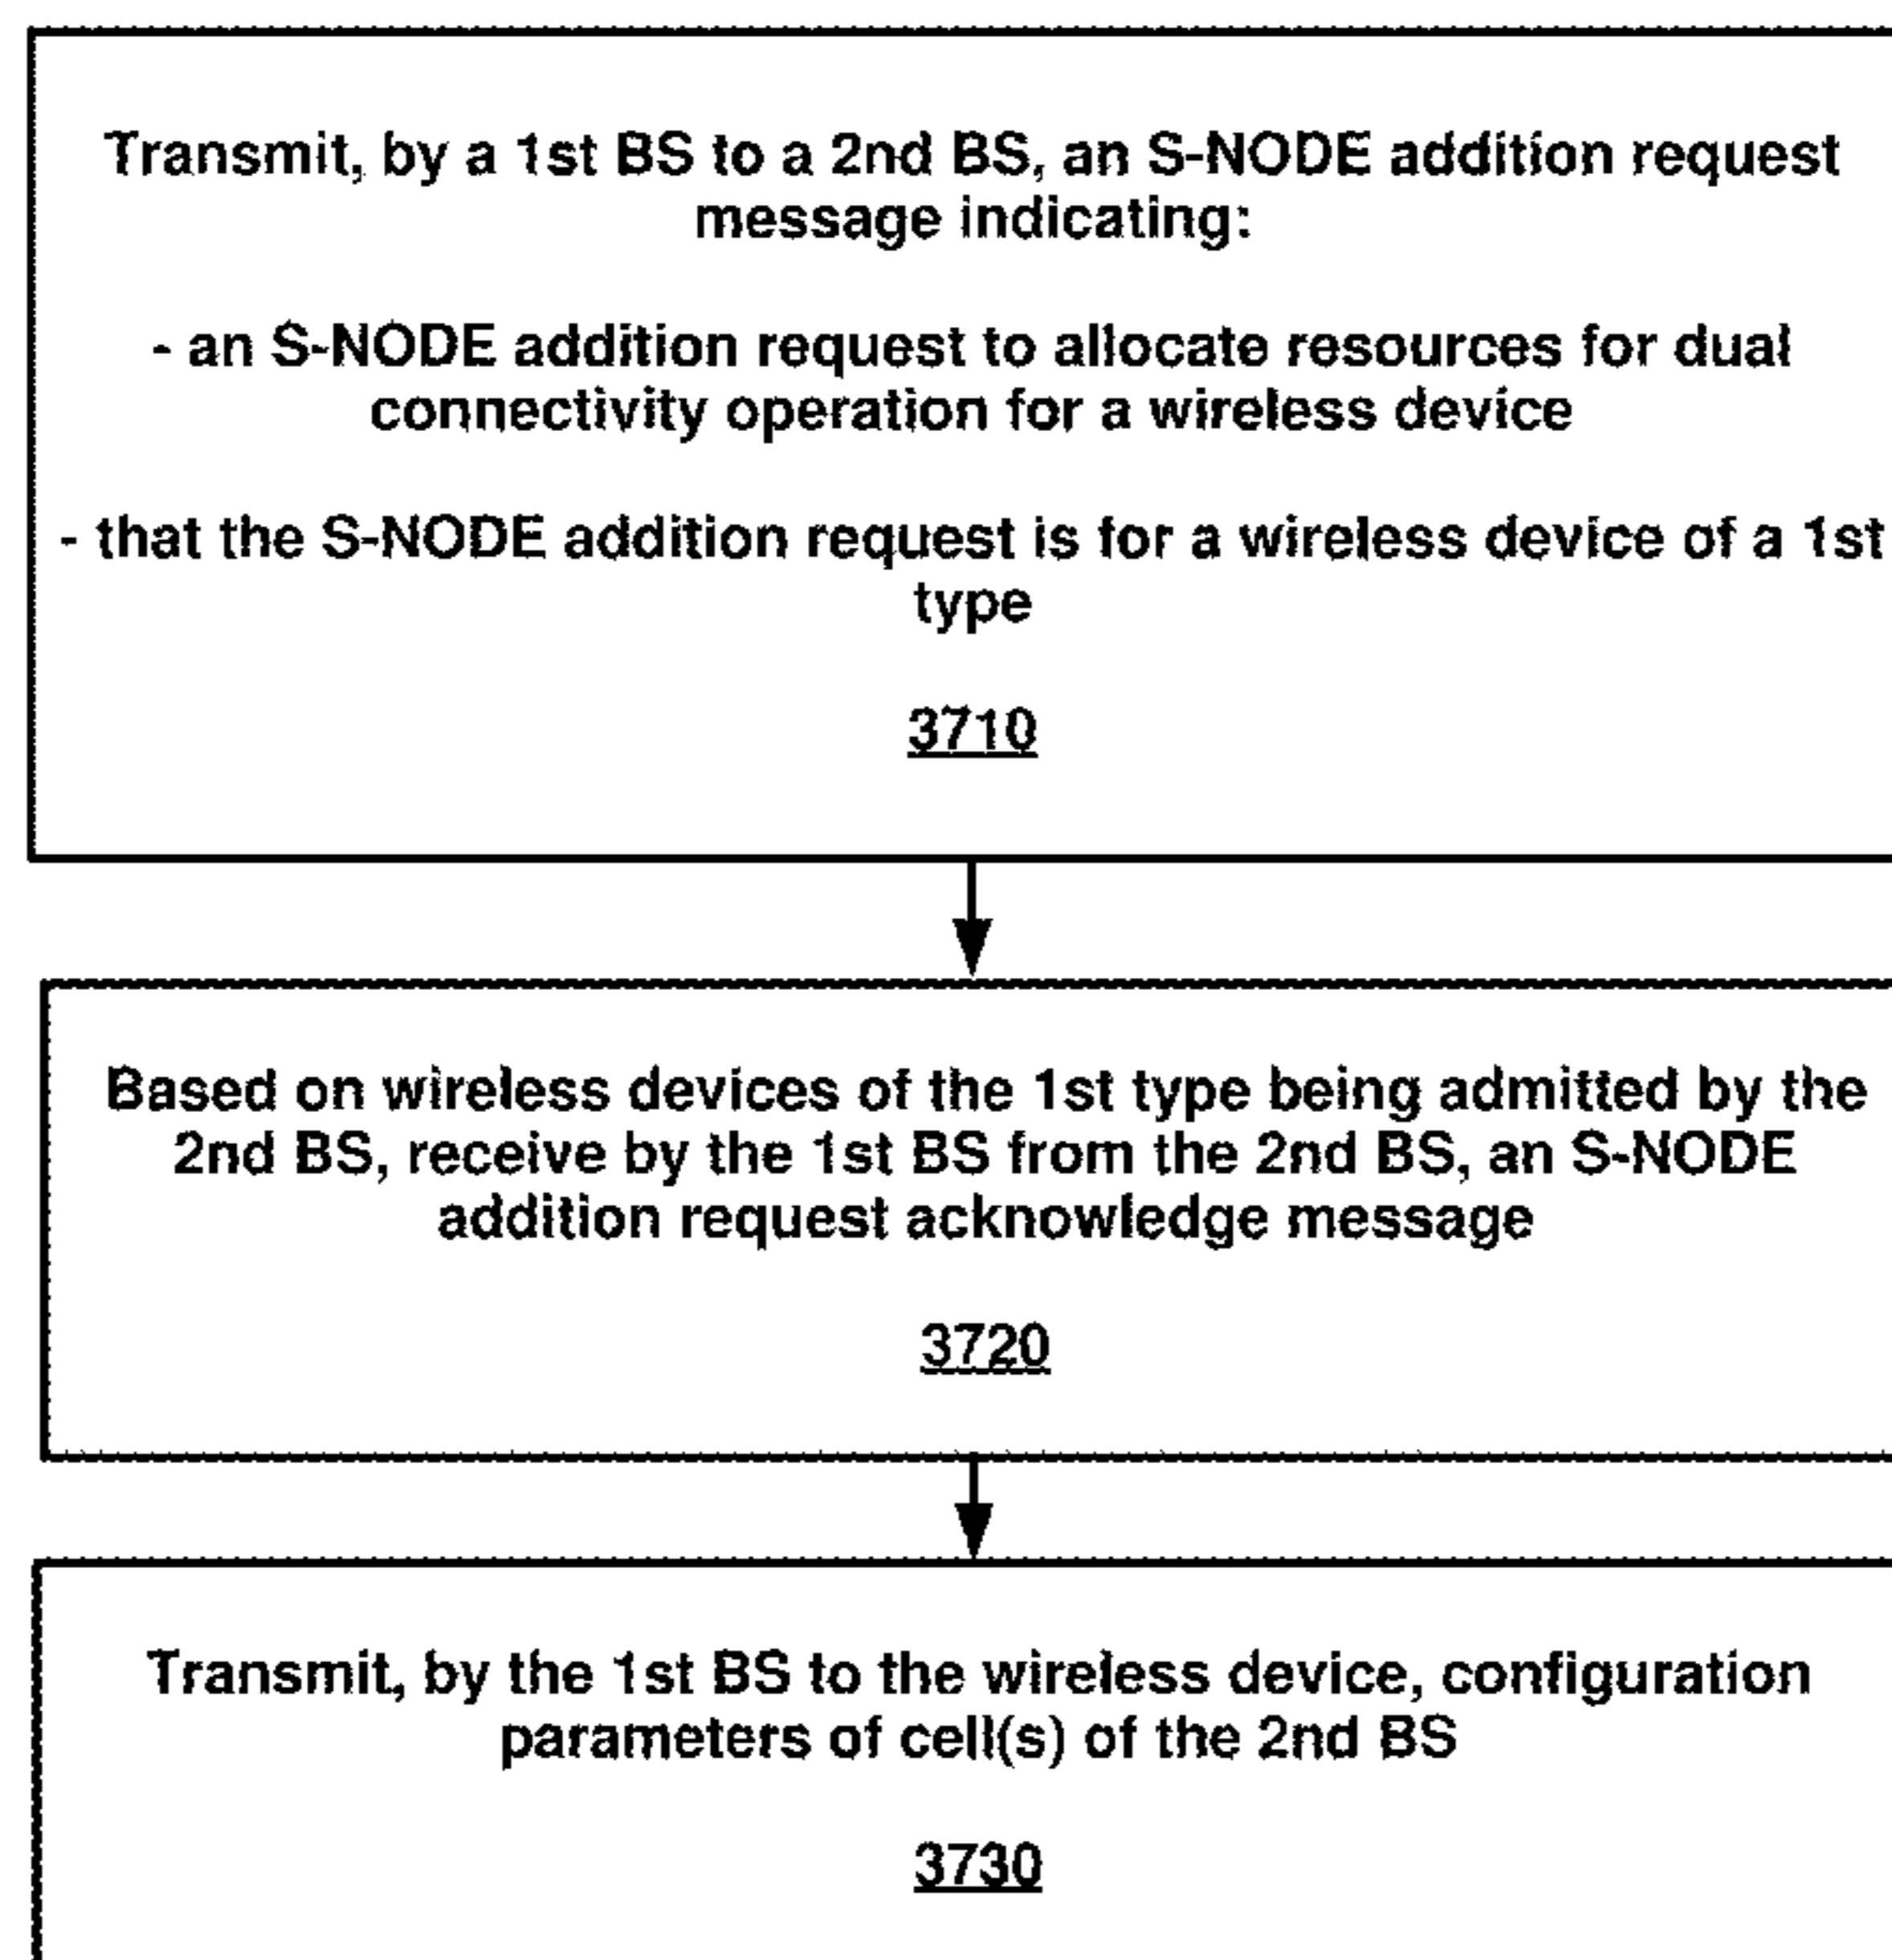 Transmit, by a 1st BS to a 2nd BS, an S-NODE addition request
message indicating:
- an S-NODE addition request to allocate resources for dual
connectivity operation for a wireless device
- that the S-NODE addition request is for a wireless device of a 1st
type
3710
Based on wireless devices of the 1st type being admitted by the
2nd BS, receive by the 1st BS from the 2nd BS, an S-NODE
addition request acknowledge message
3720
Transmit, by the 1st BS to the wireless device, configuration
parameters of cell(s) of the 2nd BS
3730